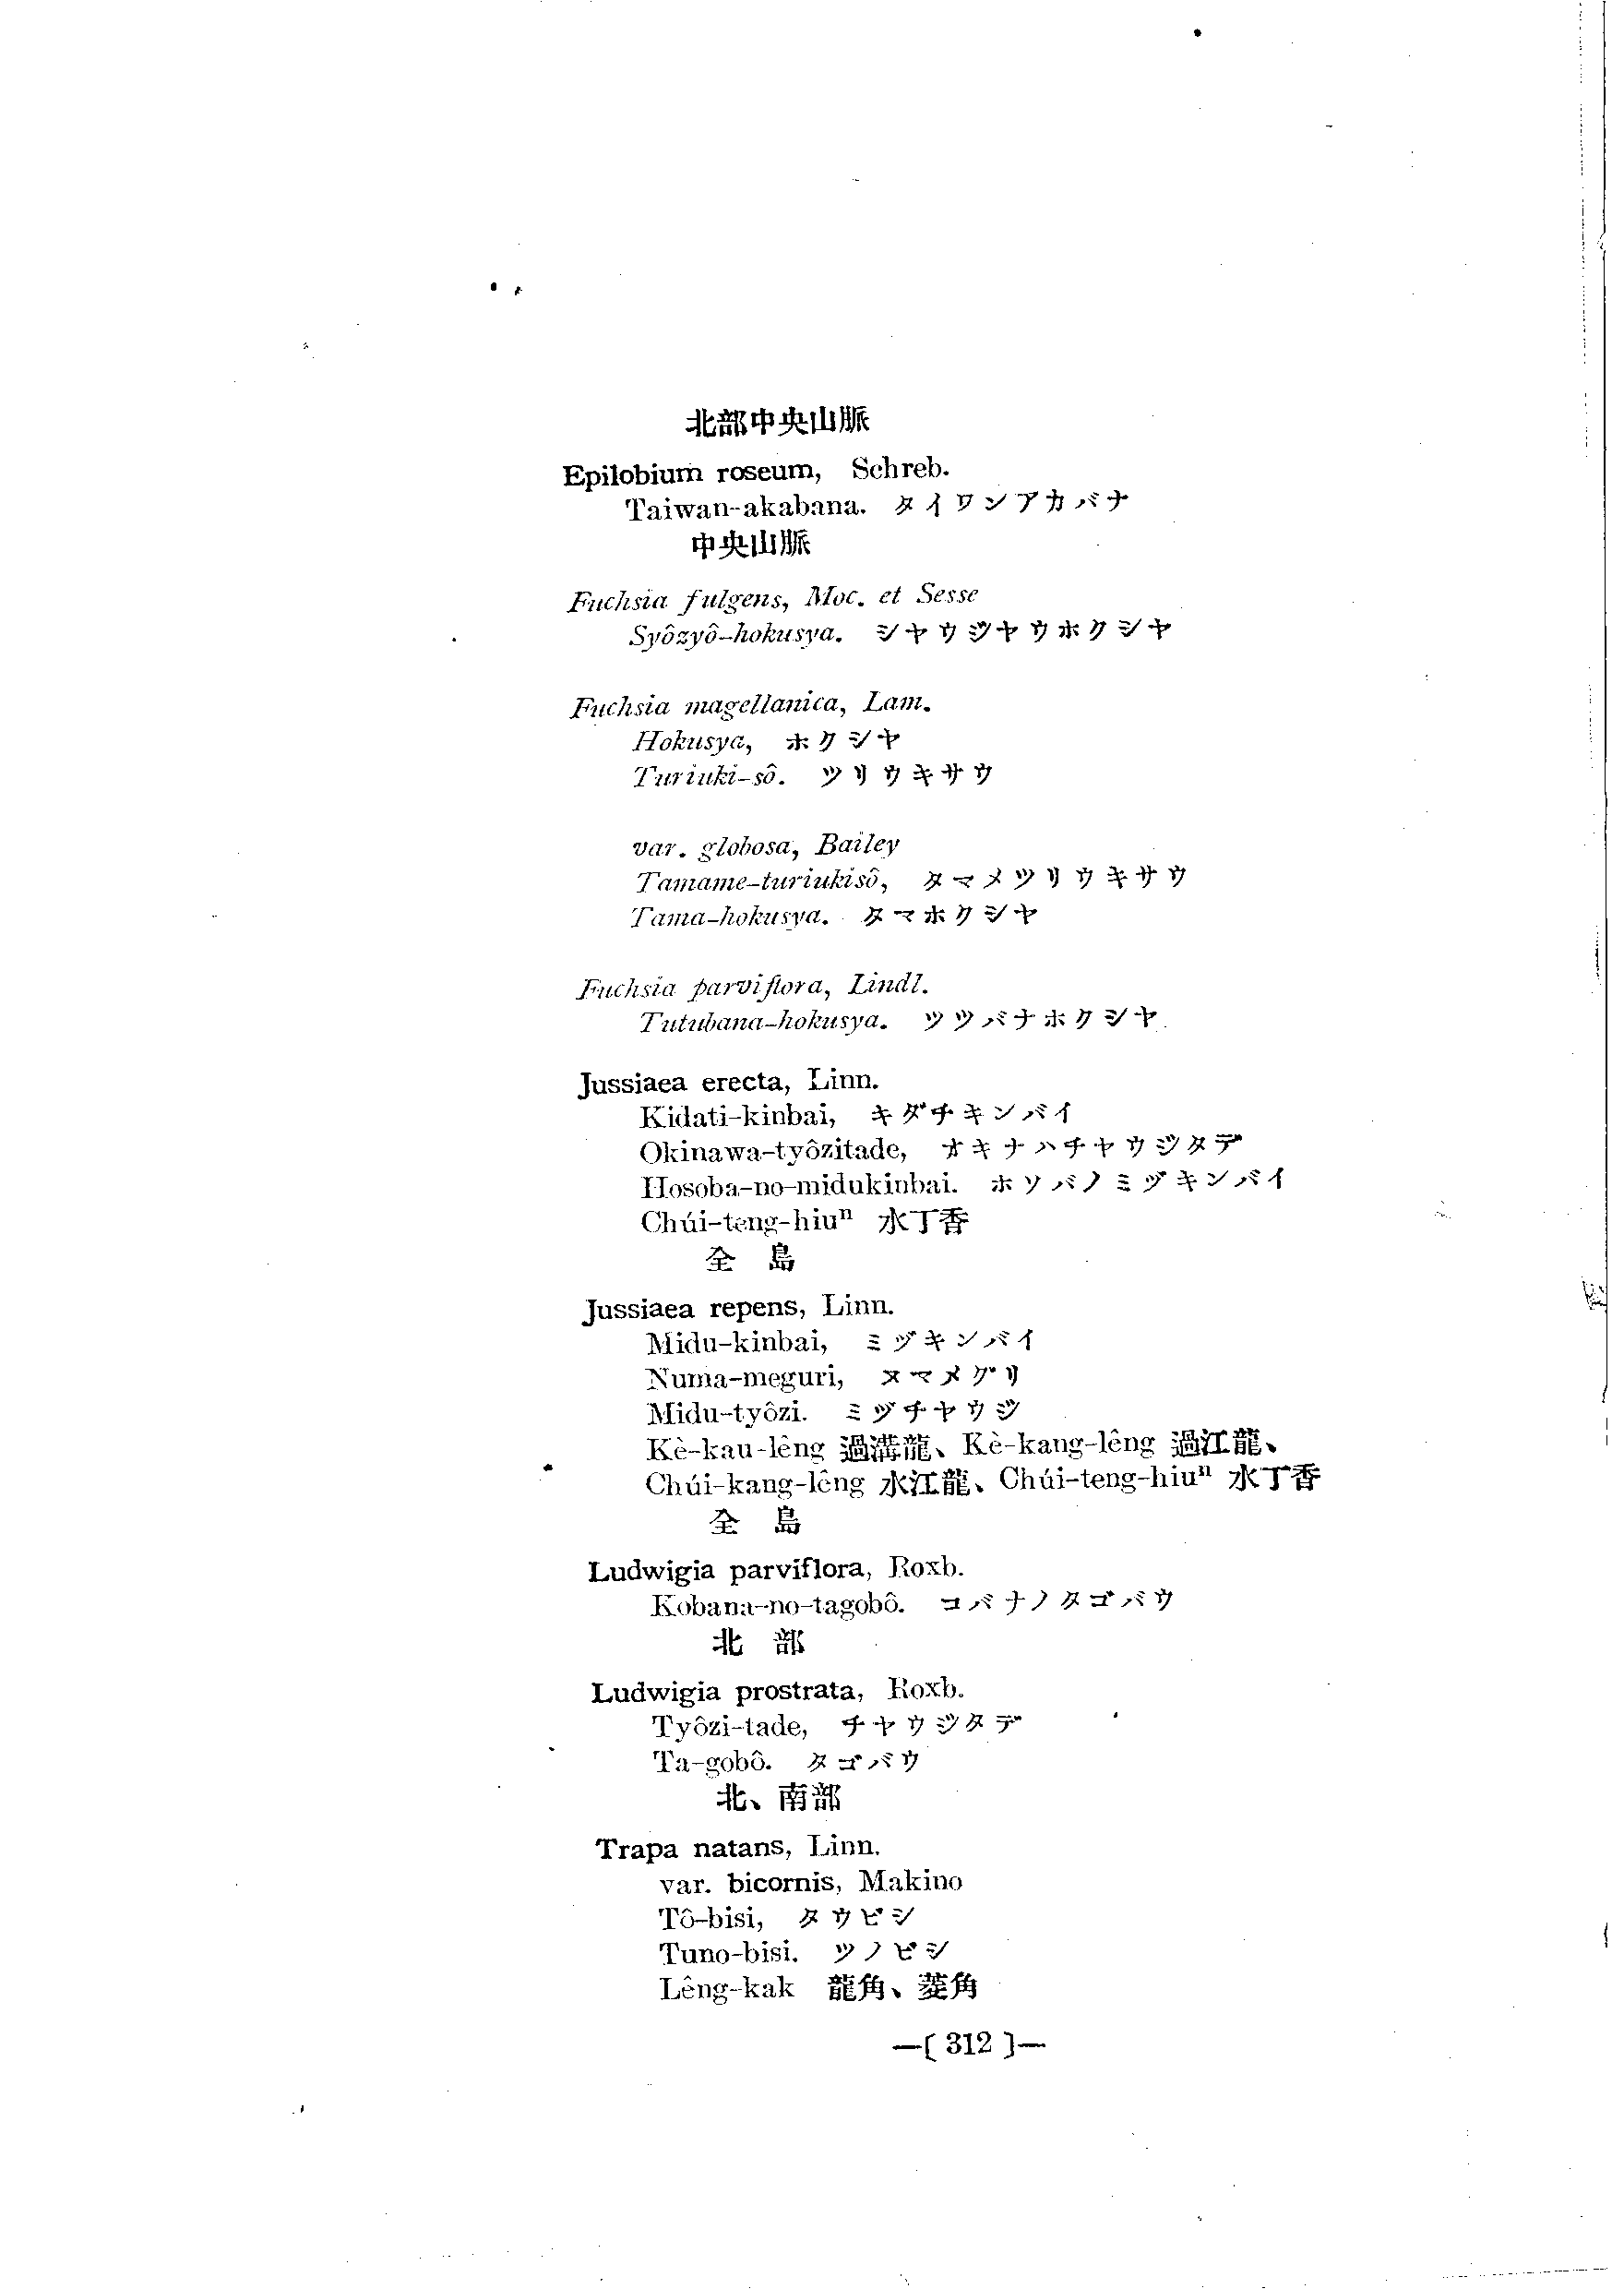 北部中央山脈
Epilobium roseum, Schreb.
Taiwan-akabana. タイワンアカバナ
中央山脈
Fuchsia fulgens, Moc. et Sesse
Syôzyô-hokusya. シヤウジヤウホクシヤ
Fuchsia magellanica, Lam.
Hokusya, ホクシヤ
Turiuki-sô. ツリウキサウ
var. globosa, Bailey
Tamame-turiukisô, タマメツリウキサウ
Tama-hokusya. タマホクシヤ
Fuchsia parviflora, Lindl.
Tutubana-hokusya. ツツバナホクシヤ
Jussiaea erecta, Linn.
Kidati-kinbai, キダチキンバイ
Okinawa-tyôzitade, オキナハチヤウジタデ
Hosoba-no-midukinbai. ホソバノミヅキンバイ
Chúi-teng-hiuⁿ 水丁香
全 島
Jussiaea repens, Linn.
Midu-kinbai, ミヅキンバイ
Numa-meguri, ヌマメグリ
Midu-tyôzi. ミヅチヤウジ
Kè-kau-lêng 過溝龍、Kè-kang-lêng 過江龍、
Chúi-kang-lêng 水江龍、Chúi-teng-hiuⁿ 水丁香
全 島
Ludwigia parviflora, Roxb.
Kobana-no-tagobô. コバナノタゴバウ
北 部
Ludwigia prostrata, Roxb.
Tyôzi-tade, チヤウジタデ
Ta-gobô. タゴバウ
北、南部
Trapa natans, Linn.
var. bicornis, Makino
Tô-bisi, タウビシ
Tuno-bisi. ツノビシ
Lêng-kak 龍角、菱角
—( 312 )—